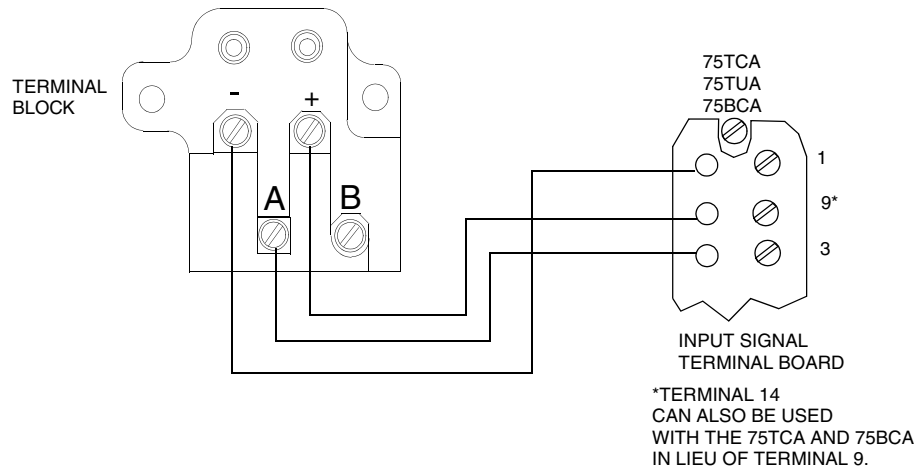 TERMINAL
BLOCK
-
+
A
B
75TCA
75TUA
75BCA
1
9*
3
INPUT SIGNAL
TERMINAL BOARD
*TERMINAL 14
CAN ALSO BE USED
WITH THE 75TCA AND 75BCA
IN LIEU OF TERMINAL 9.